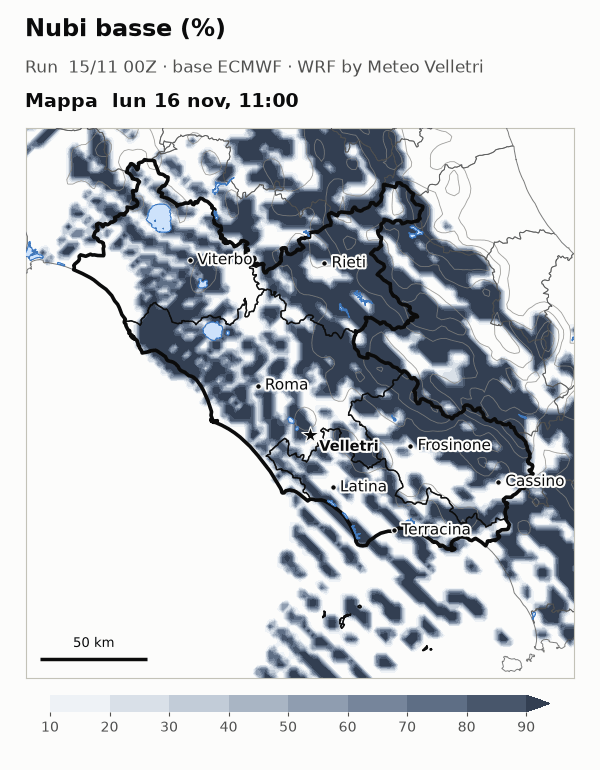 Nubi basse (%)
Run 15/11 00Z · base ECMWF · WRF by Meteo Velletri
Mappa lun 16 nov, 11:00
Viterbo
Rieti
Roma
Velletri
Frosinone
Latina
Cassino
Terracina
50 km
10 20 30 40 50 60 70 80 90